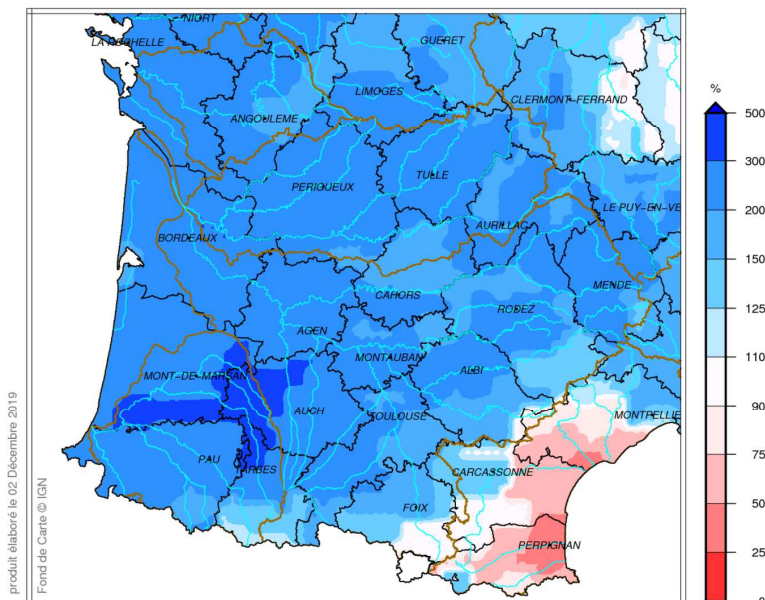 NIORT
LA ROCHELLE
GUERET
LIMOGES
CLERMONT-FERRAND
ANGOULEME
TULLE
PERIGUEUX
LE PUY-EN-VE
AURILLAC
BORDEAUX
MENDE
CAHORS
RODEZ
AGEN
MONTAUBAN
ALBI
MONT-DE-MARSAN
AUCH
TOULOUSE
MONTPELLIE
PAU
TARBES
CARCASSONNE
FOIX
PERPIGNAN
%
500
300
200
150
125
110
90
75
50
25
0
produit élaboré le 02 Décembre 2019
Fond de Carte © IGN